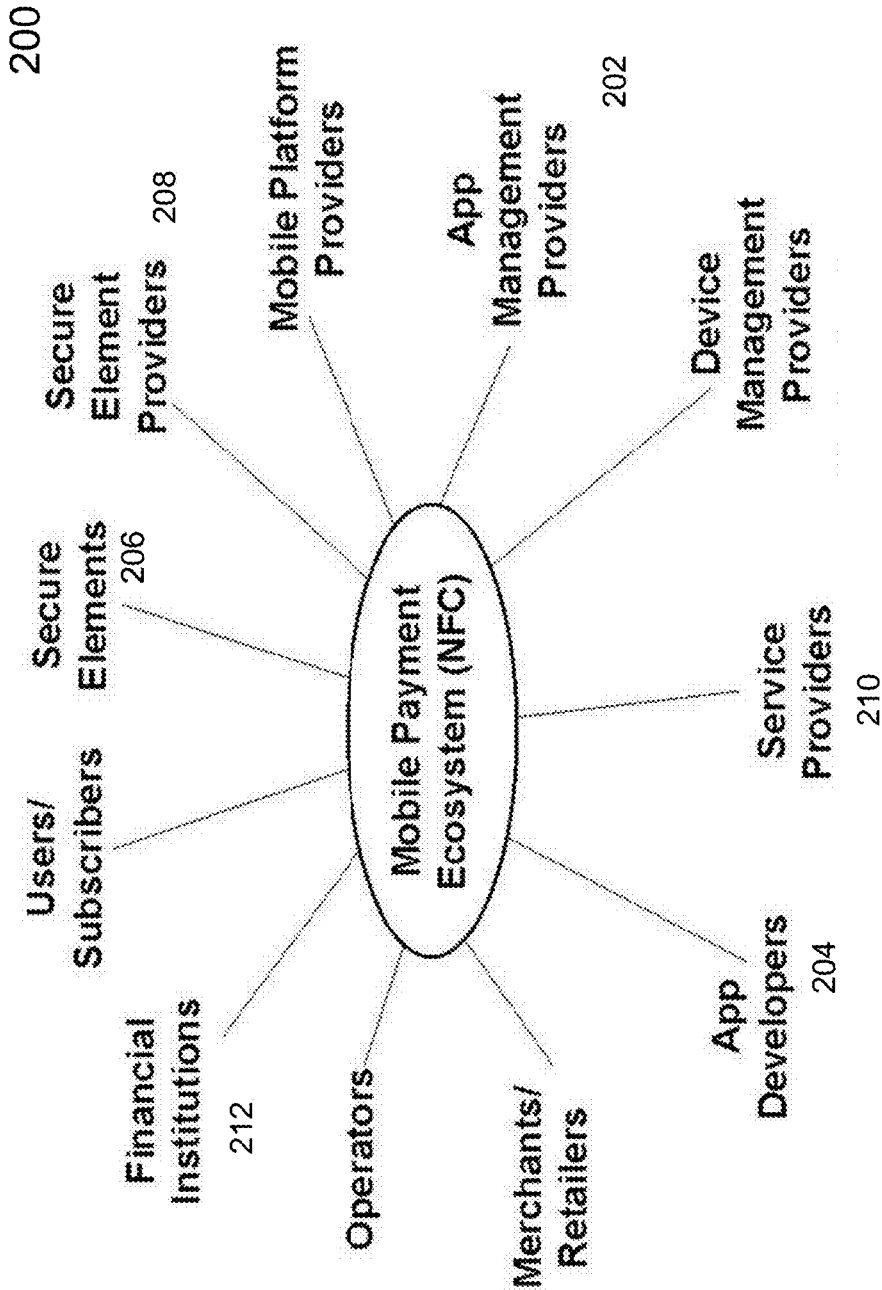 200
Users/
Subscribers
Secure
Elements
206
Secure
Element
Providers
208
Financial
Institutions
212
Mobile Platform
Providers
Operators
Mobile Payment
Ecosystem (NFC)
App
Management
Providers
202
Merchants/
Retailers
Device
Management
Providers
App
Developers
204
Service
Providers
210